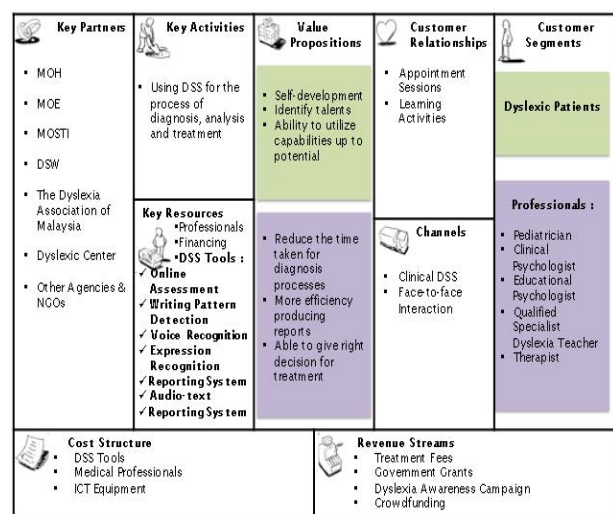 Key Partners
▪ MOH
▪ MOE
▪ MOSTI
▪ DSW
▪ The Dyslexia
Association of
Malaysia
▪ Dyslexic Center
▪ Other Agencies &
NGOs
Key Activities
▪ Using DSS for the
process of
diagnosis, analysis
and treatment
Key Resources
▪Professionals
▪Financing
▪DSS Tools :
✓Online
Assessment
✓Writing Pattern
Detection
✓Voice Recognition
✓Expression
Recognition
✓Reporting System
✓Audio-text
✓Reporting System
Value
Propositions
▪ Self-development
▪ Identify talents
▪ Ability to utilize
capabilities up to
potential
▪ Reduce the time
taken for
diagnosis
processes
▪ More efficiency
producing
reports
▪ Able to give right
decision for
treatment
Customer
Relationships
▪ Appointment
Sessions
▪ Learning
Activities
Channels
▪ Clinical DSS
▪ Face-to-face
Interaction
Customer
Segments
Dyslexic Patients
Professionals :
▪ Pediatrician
▪ Clinical
Psychologist
▪ Educational
Psychologist
▪ Qualified
Specialist
Dyslexia Teacher
▪ Therapist
Cost Structure
▪ DSS Tools
▪ Medical Professionals
▪ ICT Equipment
Revenue Streams
▪ Treatment Fees
▪ Government Grants
▪ Dyslexia Awareness Campaign
▪ Crowdfunding